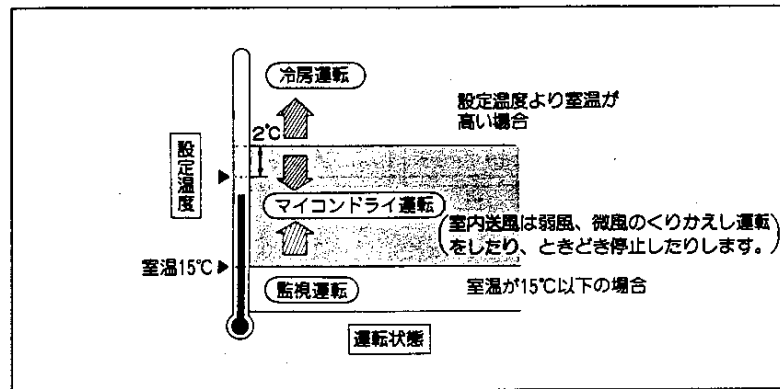 冷房運転
設定温度より室温が
高い場合
2℃
設定温度
マイコンドライ運転
(室内送風は弱風、微風のくりかえし運転
をしたり、ときどき停止したりします。)
室温15℃
監視運転
室温が15℃以下の場合
運転状態